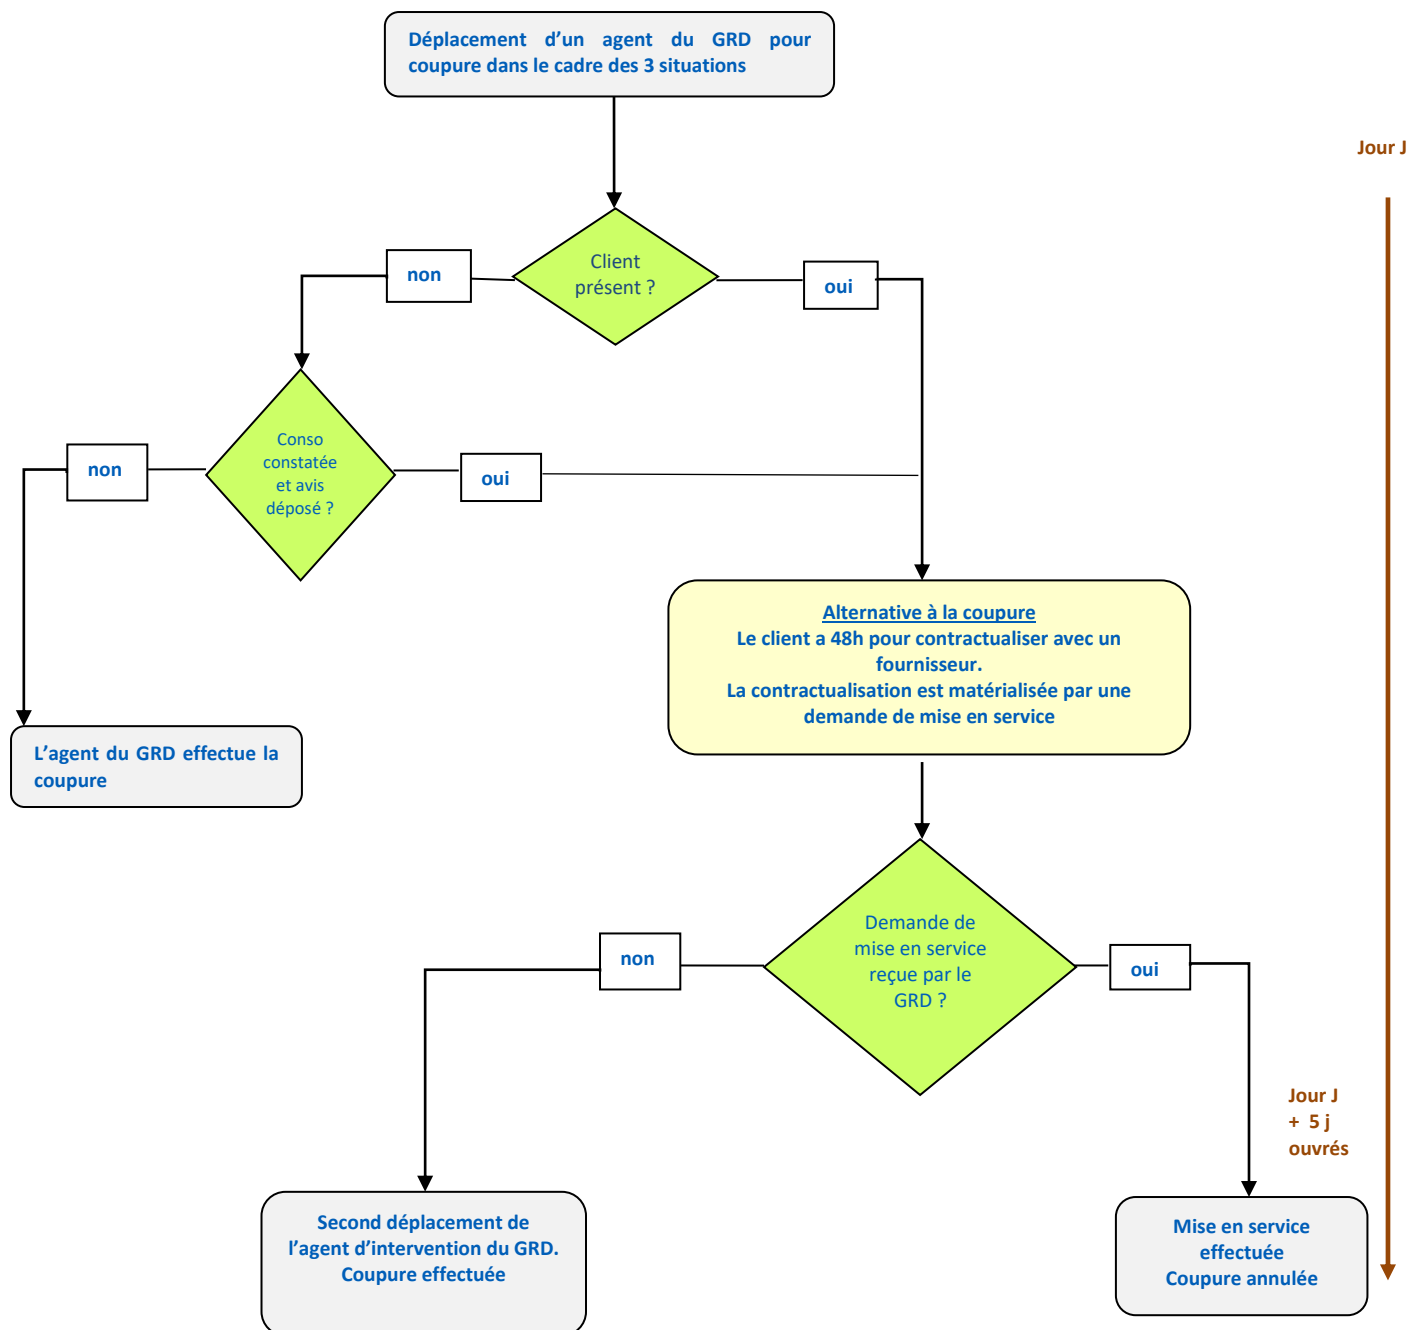 Déplacement d’un agent du GRD pour
coupure dans le cadre des 3 situations
Jour J
Client
présent ?
non
oui
Conso
constatée
et avis
déposé ?
non
oui
Alternative à la coupure
Le client a 48h pour contractualiser avec un
fournisseur.
La contractualisation est matérialisée par une
demande de mise en service
L’agent du GRD effectue la
coupure
Demande de
mise en service
reçue par le
GRD ?
non
oui
Jour J
+ 5 j
ouvrés
Second déplacement de
l’agent d’intervention du GRD.
Coupure effectuée
Mise en service
effectuée
Coupure annulée